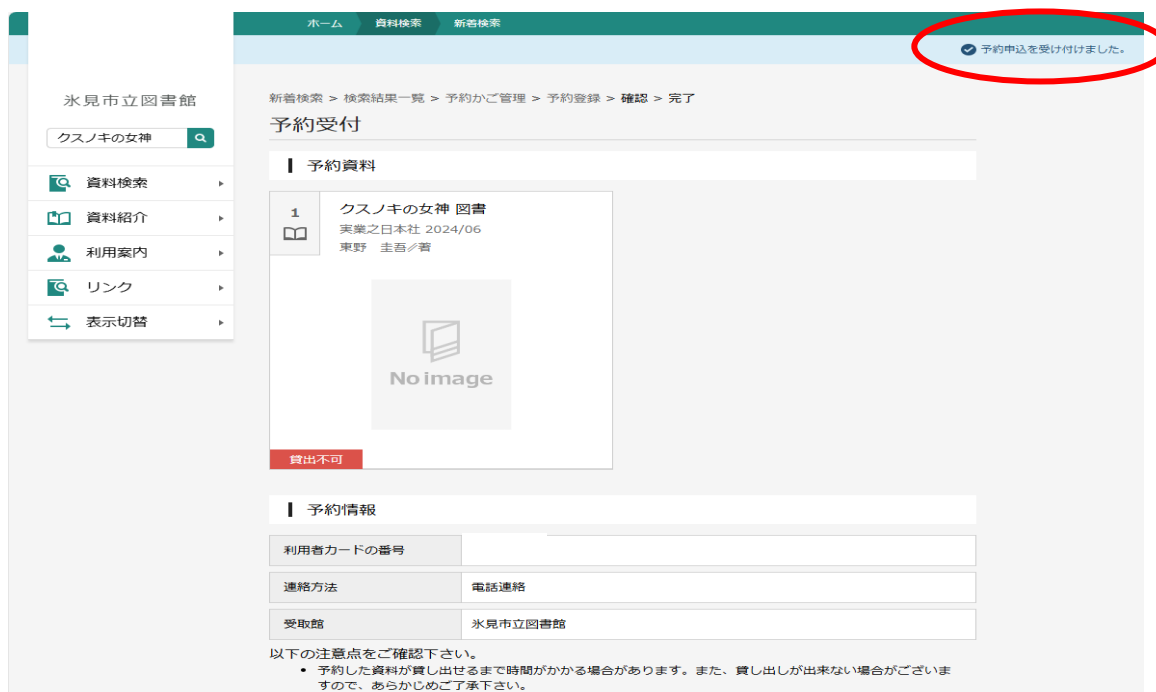 ホーム 資料検索 新着検索
予約申込を受け付けました。
氷見市立図書館
クスノキの女神
資料検索
資料紹介
利用案内
リンク
表示切替
新着検索 > 検索結果一覧 > 予約かご管理 > 予約登録 > 確認 > 完了
予約受付
予約資料
1
クスノキの女神 図書
実業之日本社 2024/06
東野 圭吾∥著
No image
貸出不可
予約情報
利用者カードの番号
連絡方法 電話連絡
受取館 氷見市立図書館
以下の注意点をご確認下さい。
• 予約した資料が貸し出せるまで時間がかかる場合があります。また、貸し出しが出来ない場合がございま
すので、あらかじめご了承下さい。